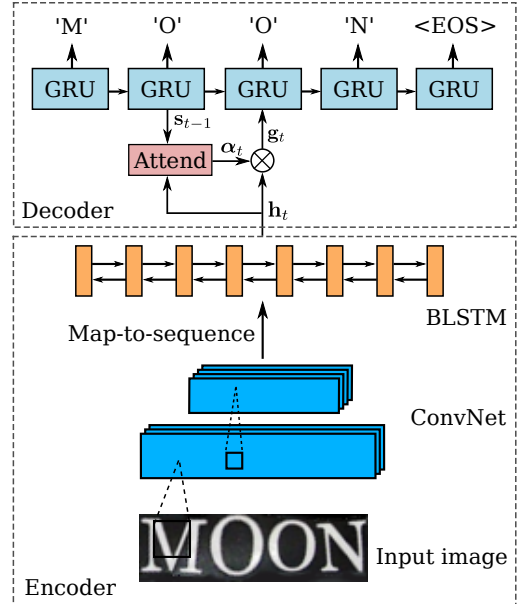 'M' 'O' 'O' 'N' <EOS>
GRU GRU GRU GRU GRU
s_{t−1} g_t
Attend α_t
h_t
Decoder
BLSTM
Map-to-sequence
ConvNet
MOON Input image
Encoder